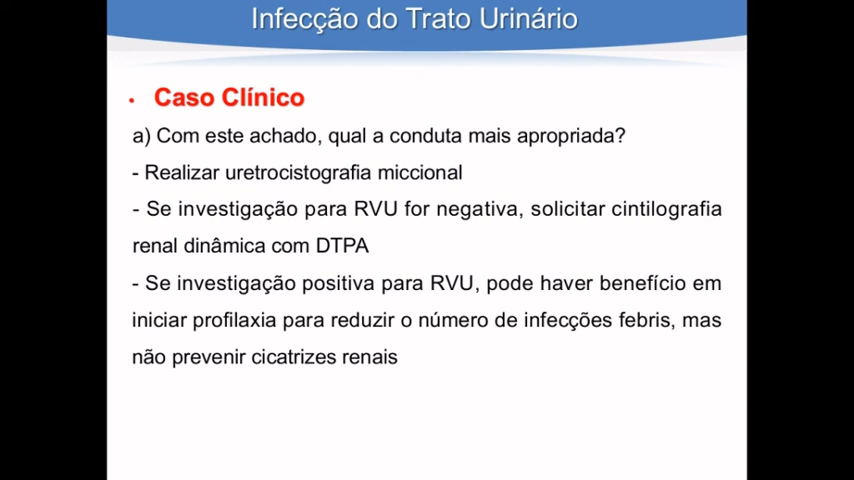 Infecção do Trato Urinário
• Caso Clínico
a) Com este achado, qual a conduta mais apropriada?
- Realizar uretrocistografia miccional
- Se investigação para RVU for negativa, solicitar cintilografia
renal dinâmica com DTPA
- Se investigação positiva para RVU, pode haver benefício em
iniciar profilaxia para reduzir o número de infecções febris, mas
não prevenir cicatrizes renais